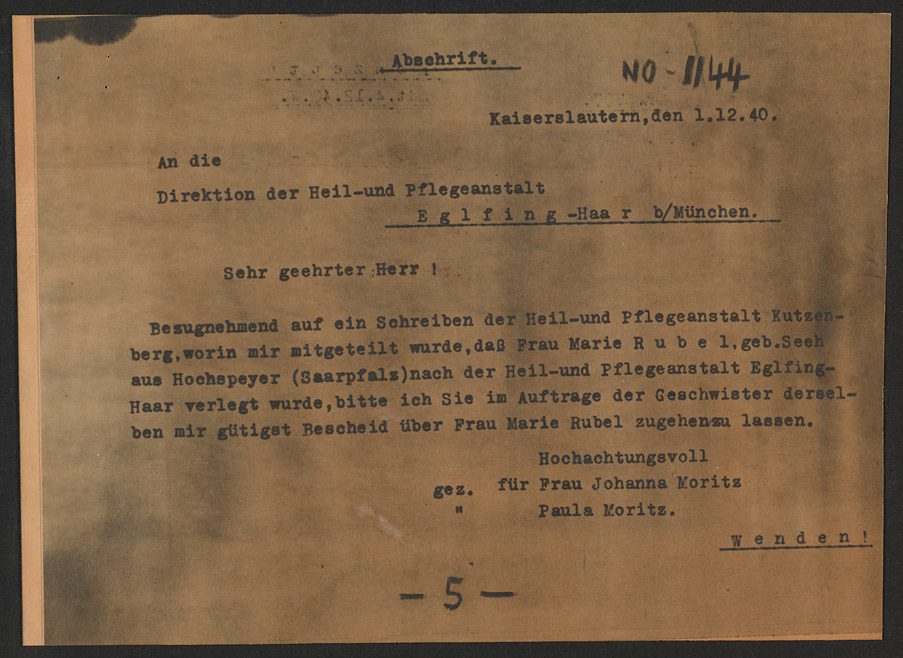 Abschrift.
NO - 1144
Kaiserslautern,den 1.12.40.
An die
Direktion der Heil-und Pflegeanstalt
E g l f i n g -Haa r b/München.
Sehr geehrter Herr !
Bezugnehmend auf ein Schreiben der Heil-und Pflegeanstalt Kutzen-
berg,worin mir mitgeteilt wurde,daß Frau Marie R u b e l,geb.Seeh
aus Hochspeyer (Saarpfalz)nach der Heil-und Pflegeanstalt Eglfing-
Haar verlegt wurde,bitte ich Sie im Auftrage der Geschwister dersel-
ben mir gütigst Bescheid über Frau Marie Rubel zugehen zu lassen.
Hochachtungsvoll
gez. für Frau Johanna Moritz
" Paula Moritz.
W e n d e n !
— 5 —